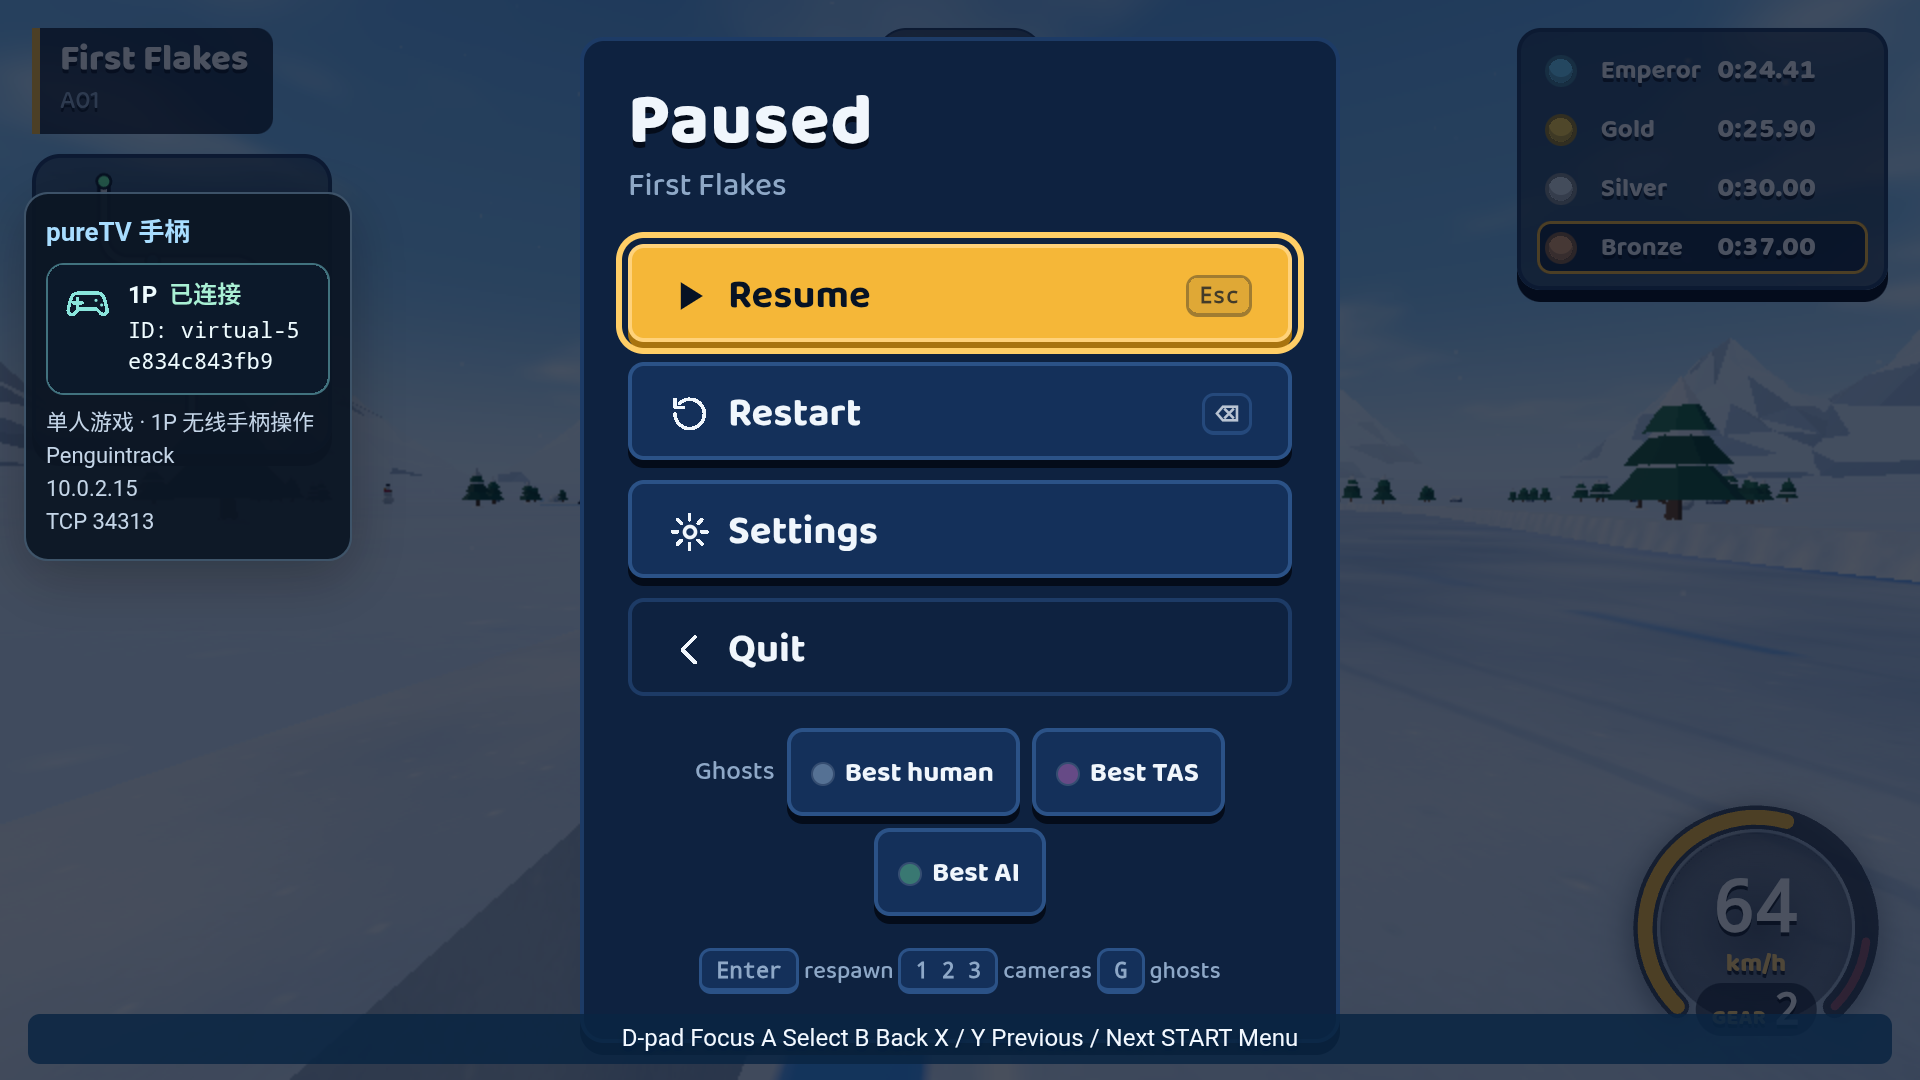 First Flakes
A01
pureTV 手柄
1P 已连接
ID: virtual-5
e834c843fb9
单人游戏 · 1P 无线手柄操作
Penguintrack
10.0.2.15
TCP 34313
Paused
First Flakes
Resume Esc
Restart
Settings
Quit
Ghosts Best human Best TAS
Best AI
Enter respawn 1 2 3 cameras G ghosts
D-pad Focus A Select B Back X / Y Previous / Next START Menu
Emperor 0:24.41
Gold 0:25.90
Silver 0:30.00
Bronze 0:37.00
64
km/h
GEAR 2